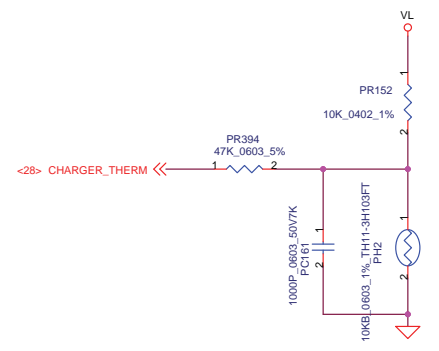 VL
1
PR152
10K_0402_1%
2
PR394
47K_0603_5%
<28> CHARGER_THERM
1
2
1
2
1000P_0603_50V7K
PC161
10KB_0603_1%_TH11-3H103FT
PH2
1
2